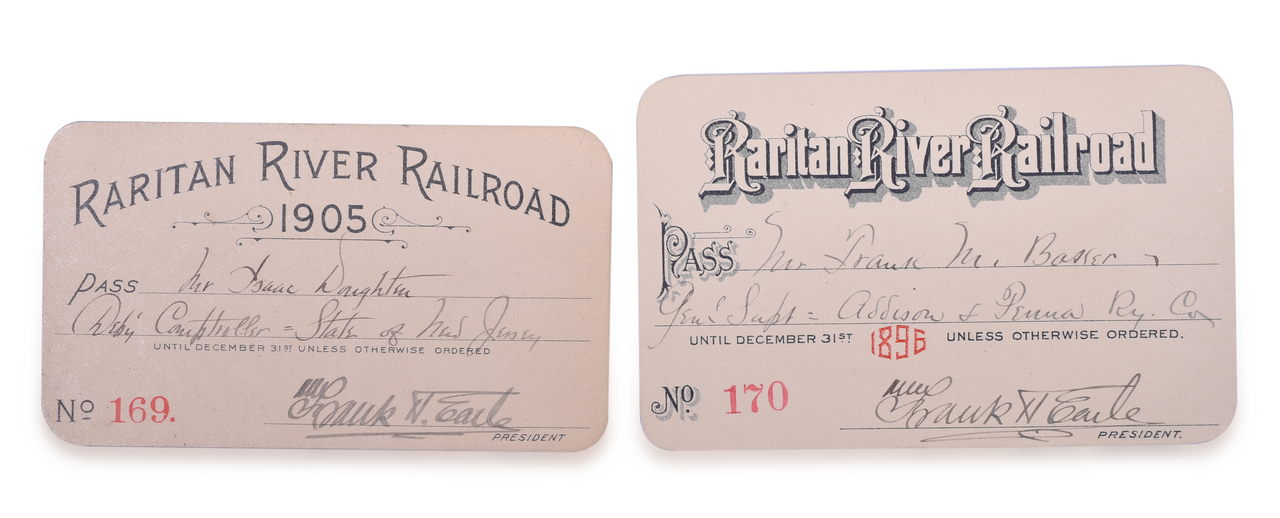 RARITAN RIVER RAILROAD
1905
PASS Mr Isaac Doughten
Depy Comptroller = State of New Jersey
UNTIL DECEMBER 31ST UNLESS OTHERWISE ORDERED
No 169.
Frank H. Earle
PRESIDENT
Raritan River Railroad
PASS Mr Frank M. Baker
Genl Supt = Addison & Penna Ry. Co
UNTIL DECEMBER 31ST 1896 UNLESS OTHERWISE ORDERED.
No. 170
Frank H Earle
PRESIDENT.